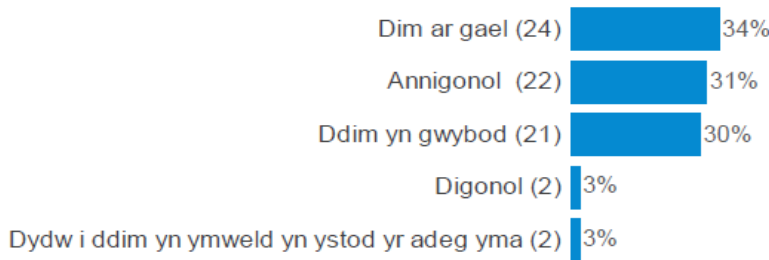 Dim ar gael (24) 34%
Annigonol (22) 31%
Ddim yn gwybod (21) 30%
Digonol (2) 3%
Dydw i ddim yn ymweld yn ystod yr adeg yma (2) 3%